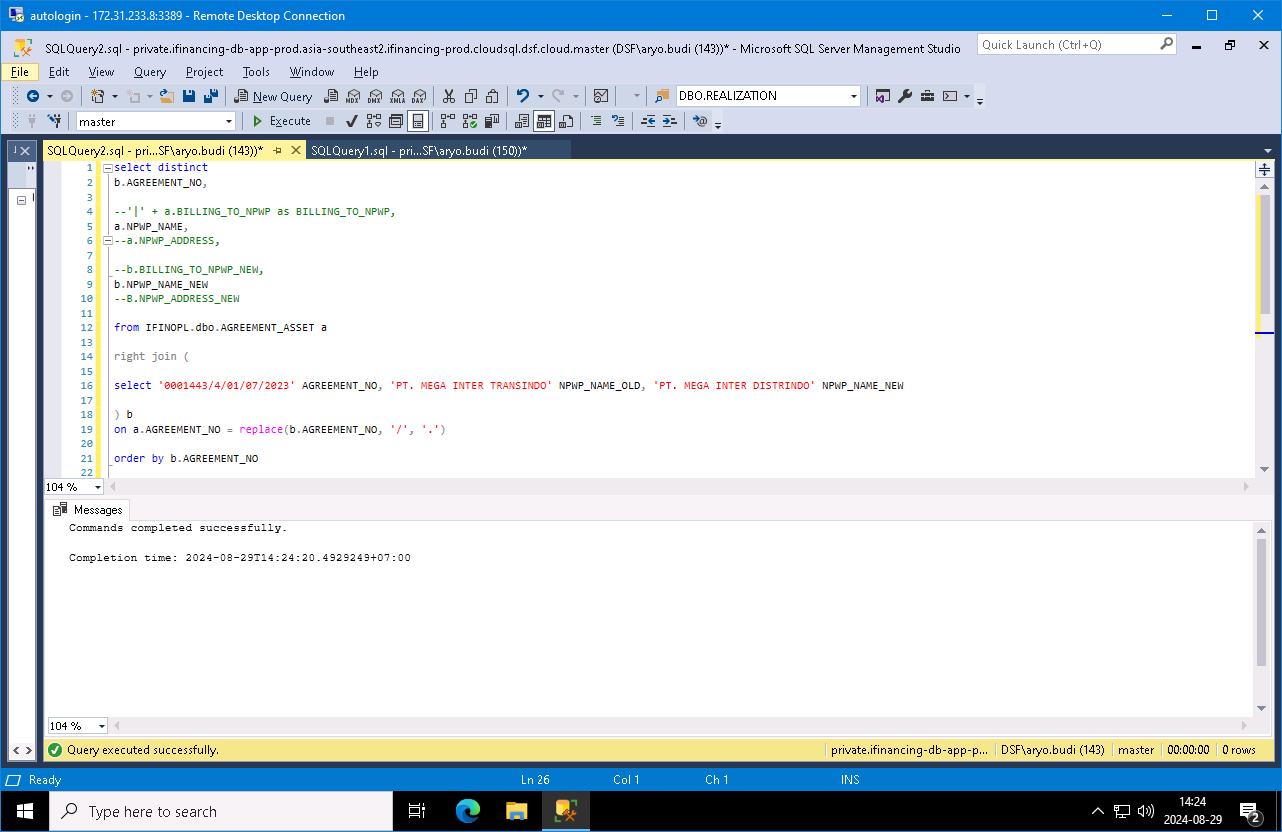 autologin - 172.31.233.8:3389 - Remote Desktop Connection
SQLQuery2.sql - private.ifinancing-db-app-prod.asia-southeast2.ifinancing-prod.cloudsql.dsf.cloud.master (DSF\aryo.budi (143))* - Microsoft SQL Server Management Studio
Quick Launch (Ctrl+Q)
File Edit View Query Project Tools Window Help
New Query MDX DMX XMLA DAX DBO.REALIZATION
master Execute
SQLQuery2.sql - pri...SF\aryo.budi (143))* SQLQuery1.sql - pri...SF\aryo.budi (150))*
1 select distinct
2 b.AGREEMENT_NO,
3
4 --'|' + a.BILLING_TO_NPWP as BILLING_TO_NPWP,
5 a.NPWP_NAME,
6 --a.NPWP_ADDRESS,
7
8 --b.BILLING_TO_NPWP_NEW,
9 b.NPWP_NAME_NEW
10 --B.NPWP_ADDRESS_NEW
11
12 from IFINOPL.dbo.AGREEMENT_ASSET a
13
14 right join (
15
16 select '0001443/4/01/07/2023' AGREEMENT_NO, 'PT. MEGA INTER TRANSINDO' NPWP_NAME_OLD, 'PT. MEGA INTER DISTRINDO' NPWP_NAME_NEW
17
18 ) b
19 on a.AGREEMENT_NO = replace(b.AGREEMENT_NO, '/', '.')
20
21 order by b.AGREEMENT_NO
22
104 %
Messages
Commands completed successfully.
Completion time: 2024-08-29T14:24:20.4929249+07:00
104 %
Query executed successfully. private.ifinancing-db-app-p... DSF\aryo.budi (143) master 00:00:00 0 rows
Ready Ln 26 Col 1 Ch 1 INS
Type here to search 14:24
2024-08-29
2